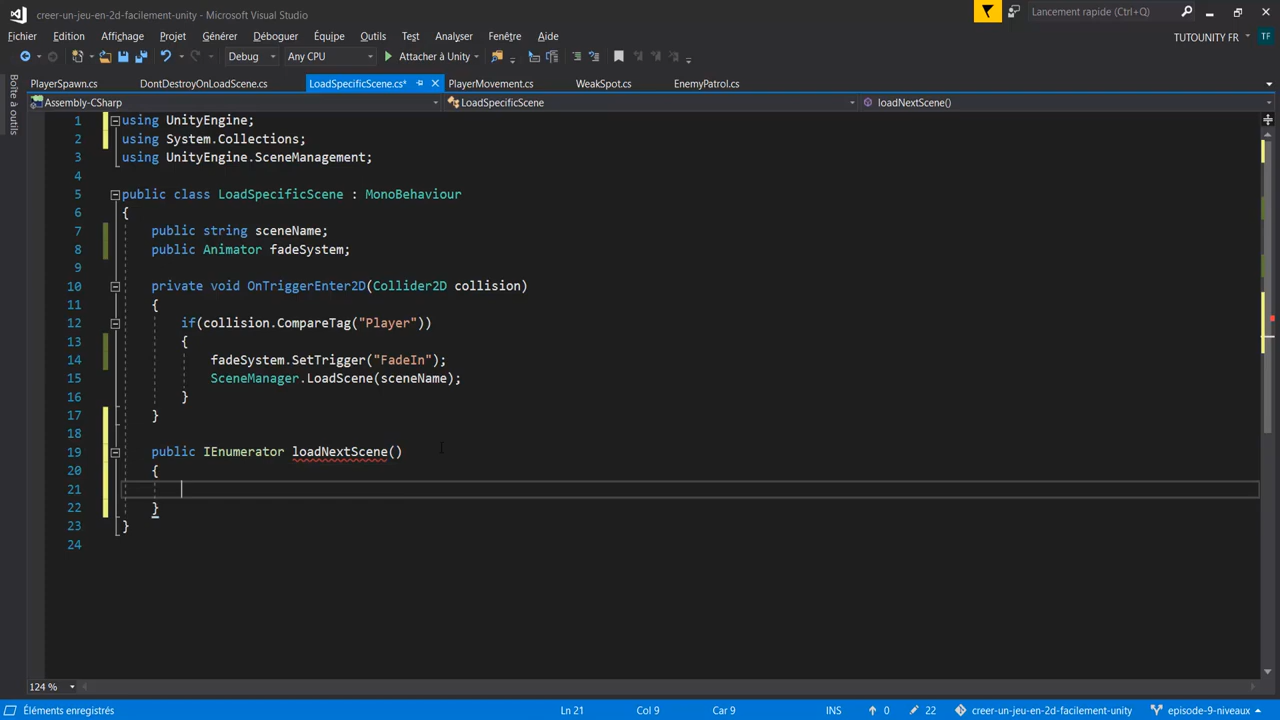 creer-un-jeu-en-2d-facilement-unity - Microsoft Visual Studio
Lancement rapide (Ctrl+Q)
Fichier Edition Affichage Projet Générer Déboguer Équipe Outils Test Analyser Fenêtre Aide
TUTOUNITY FR TF
Debug Any CPU Attacher à Unity
Boîte à outils
PlayerSpawn.cs DontDestroyOnLoadScene.cs LoadSpecificScene.cs* PlayerMovement.cs WeakSpot.cs EnemyPatrol.cs
Assembly-CSharp LoadSpecificScene loadNextScene()
1 using UnityEngine;
2 using System.Collections;
3 using UnityEngine.SceneManagement;
4
5 public class LoadSpecificScene : MonoBehaviour
6 {
7 public string sceneName;
8 public Animator fadeSystem;
9
10 private void OnTriggerEnter2D(Collider2D collision)
11 {
12 if(collision.CompareTag("Player"))
13 {
14 fadeSystem.SetTrigger("FadeIn");
15 SceneManager.LoadScene(sceneName);
16 }
17 }
18
19 public IEnumerator loadNextScene()
20 {
21
22 }
23 }
24
124 %
Éléments enregistrés Ln 21 Col 9 Car 9 INS 0 22 creer-un-jeu-en-2d-facilement-unity episode-9-niveaux